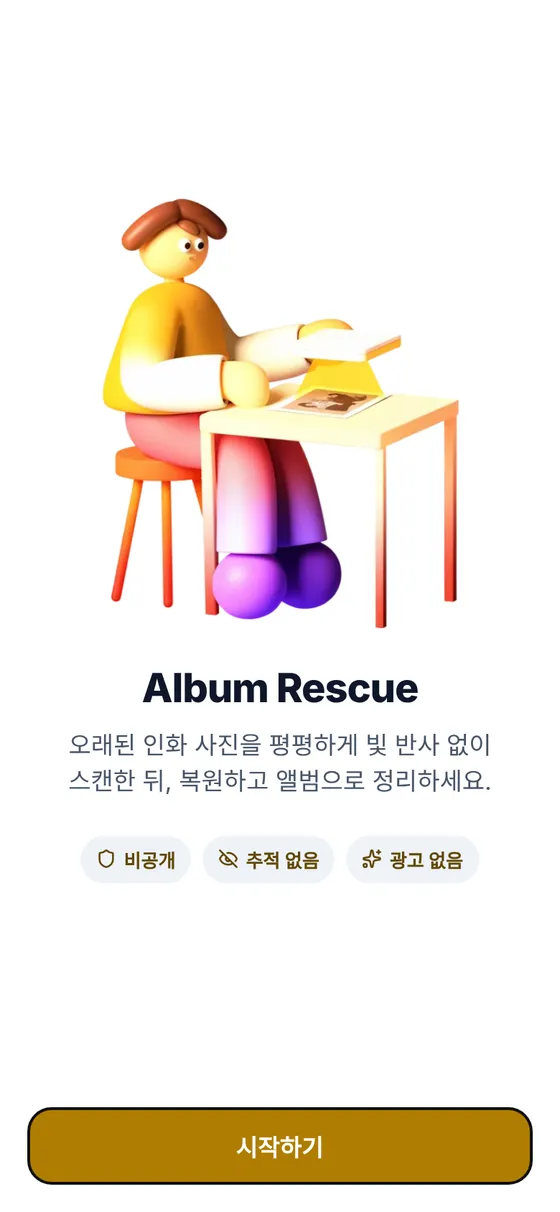 Album Rescue
오래된 인화 사진을 평평하게 빛 반사 없이
스캔한 뒤, 복원하고 앨범으로 정리하세요.
비공개
추적 없음
광고 없음
시작하기